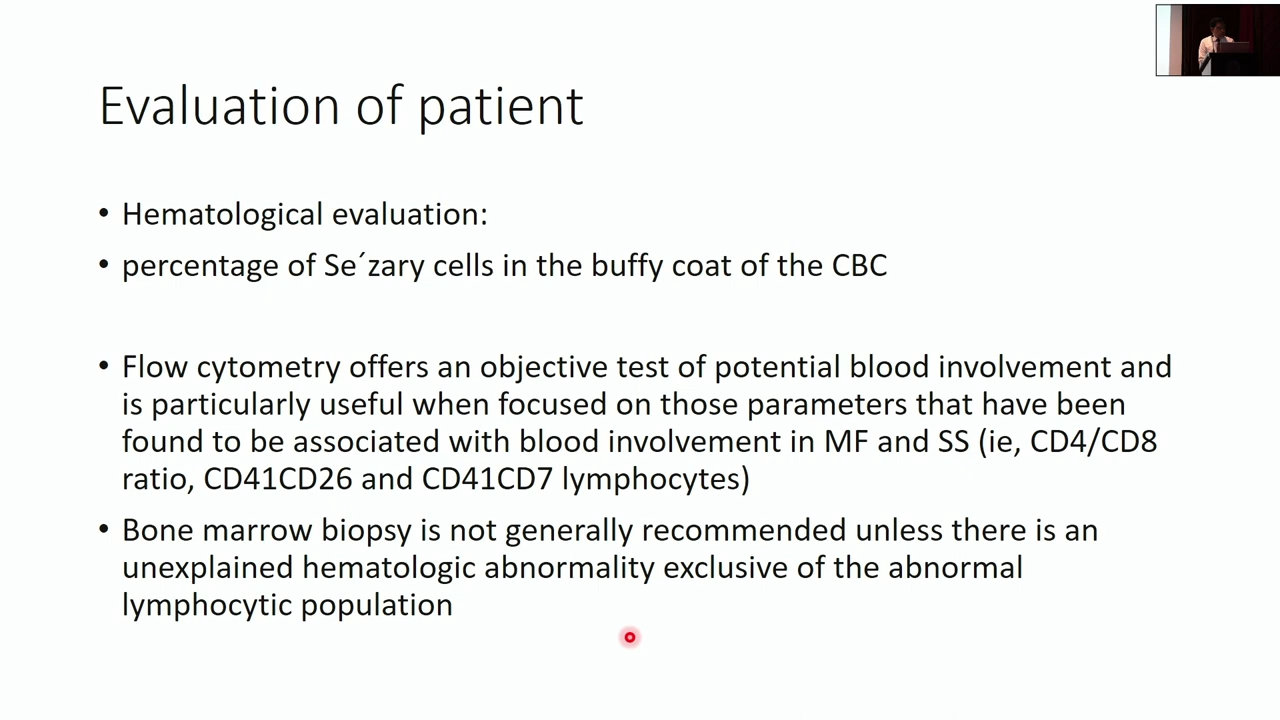 Evaluation of patient
• Hematological evaluation:
• percentage of Se´zary cells in the buffy coat of the CBC
• Flow cytometry offers an objective test of potential blood involvement and
is particularly useful when focused on those parameters that have been
found to be associated with blood involvement in MF and SS (ie, CD4/CD8
ratio, CD41CD26 and CD41CD7 lymphocytes)
• Bone marrow biopsy is not generally recommended unless there is an
unexplained hematologic abnormality exclusive of the abnormal
lymphocytic population